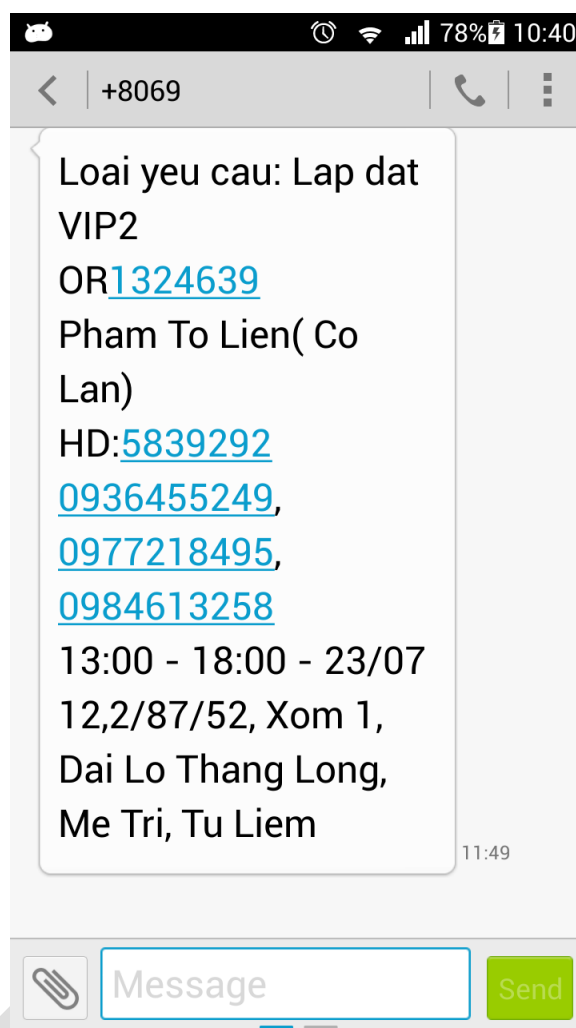 78% 10:40
+8069
Loai yeu cau: Lap dat
VIP2
OR1324639
Pham To Lien( Co
Lan)
HD:5839292
0936455249,
0977218495,
0984613258
13:00 - 18:00 - 23/07
12,2/87/52, Xom 1,
Dai Lo Thang Long,
Me Tri, Tu Liem
11:49
Message
Send